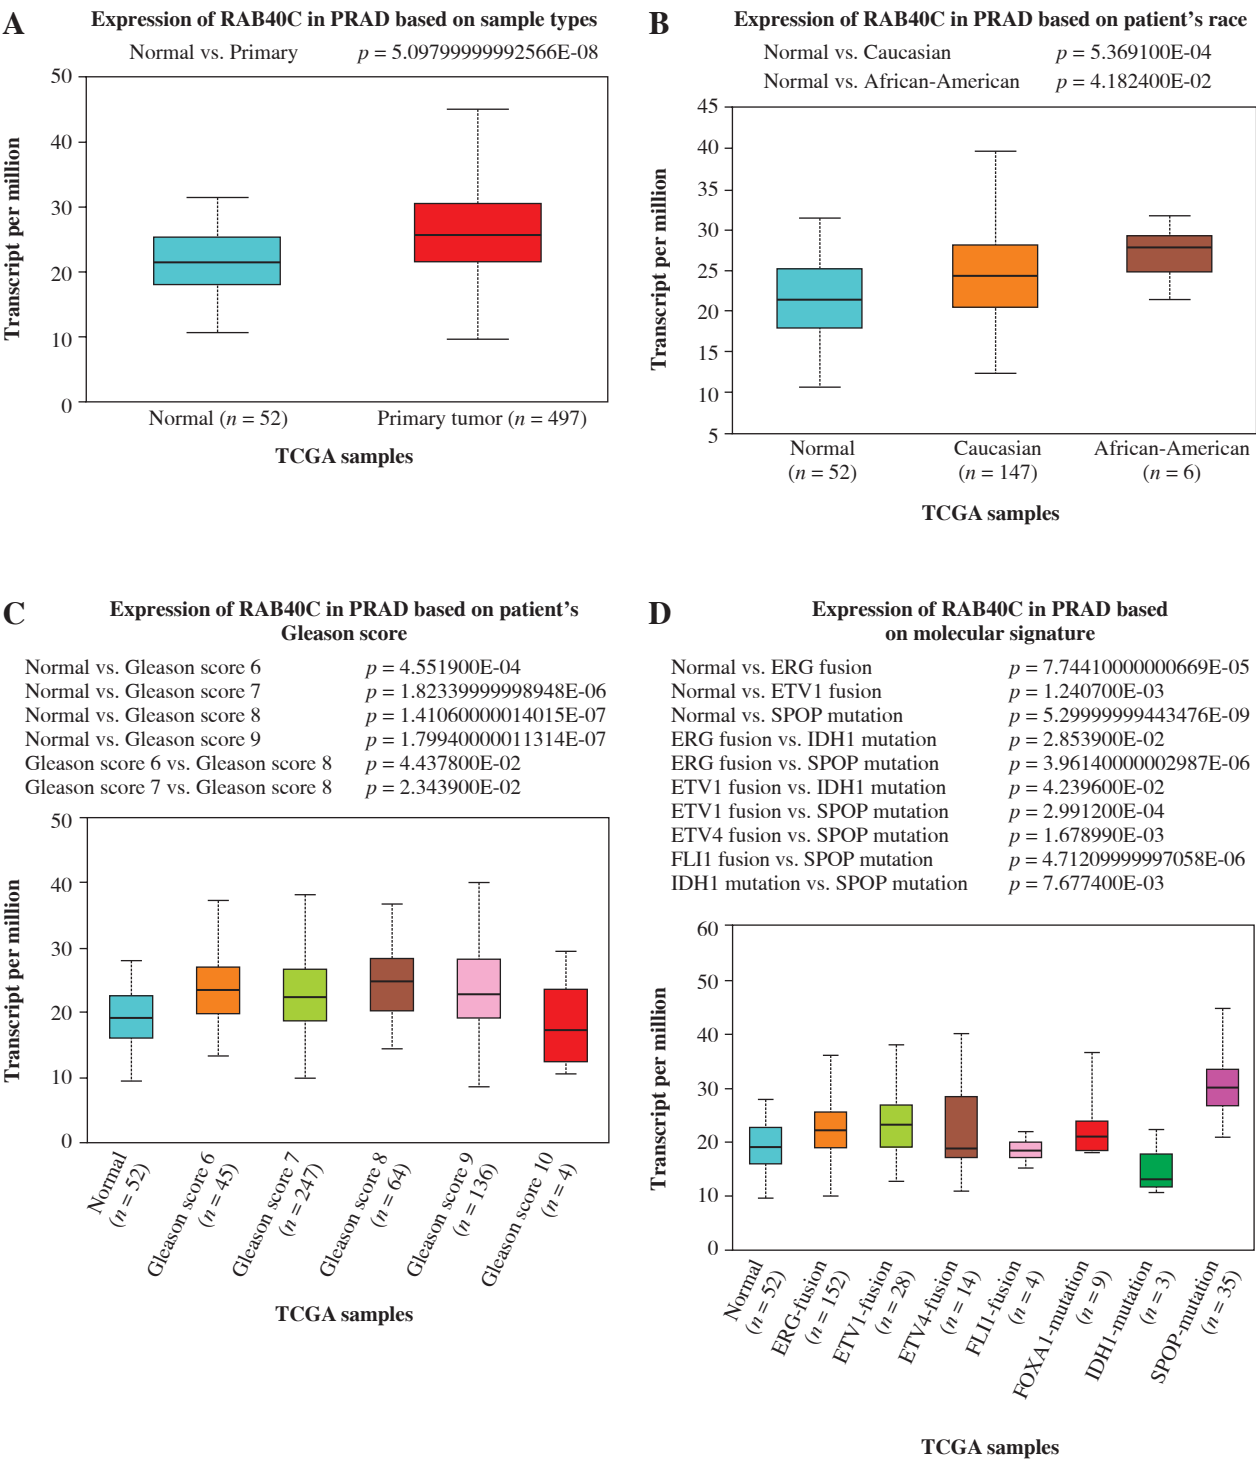 A
Expression of RAB40C in PRAD based on sample types
Normal vs. Primary p = 5.09799999992566E-08
50
40
30
20
10
0
Transcript per million
Normal (n = 52)
Primary tumor (n = 497)
TCGA samples
B
Expression of RAB40C in PRAD based on patient's race
Normal vs. Caucasian p = 5.369100E-04
Normal vs. African-American p = 4.182400E-02
45
40
35
30
25
20
15
10
5
Transcript per million
Normal
(n = 52)
Caucasian
(n = 147)
African-American
(n = 6)
TCGA samples
C
Expression of RAB40C in PRAD based on patient's
Gleason score
Normal vs. Gleason score 6 p = 4.551900E-04
Normal vs. Gleason score 7 p = 1.82339999998948E-06
Normal vs. Gleason score 8 p = 1.41060000014015E-07
Normal vs. Gleason score 9 p = 1.79940000011314E-07
Gleason score 6 vs. Gleason score 8 p = 4.437800E-02
Gleason score 7 vs. Gleason score 8 p = 2.343900E-02
50
40
30
20
10
0
Transcript per million
Normal
(n = 52)
Gleason score 6
(n = 45)
Gleason score 7
(n = 247)
Gleason score 8
(n = 64)
Gleason score 9
(n = 136)
Gleason score 10
(n = 4)
TCGA samples
D
Expression of RAB40C in PRAD based
on molecular signature
Normal vs. ERG fusion p = 7.74410000000669E-05
Normal vs. ETV1 fusion p = 1.240700E-03
Normal vs. SPOP mutation p = 5.29999999443476E-09
ERG fusion vs. IDH1 mutation p = 2.853900E-02
ERG fusion vs. SPOP mutation p = 3.96140000002987E-06
ETV1 fusion vs. IDH1 mutation p = 4.239600E-02
ETV1 fusion vs. SPOP mutation p = 2.991200E-04
ETV4 fusion vs. SPOP mutation p = 1.678990E-03
FLI1 fusion vs. SPOP mutation p = 4.71209999997058E-06
IDH1 mutation vs. SPOP mutation p = 7.677400E-03
60
50
40
30
20
10
0
Transcript per million
Normal
(n = 52)
ERG-fusion
(n = 152)
ETV1-fusion
(n = 28)
ETV4-fusion
(n = 14)
FLI1-fusion
(n = 4)
FOXA1-mutation
(n = 9)
IDH1-mutation
(n = 3)
SPOP-mutation
(n = 35)
TCGA samples